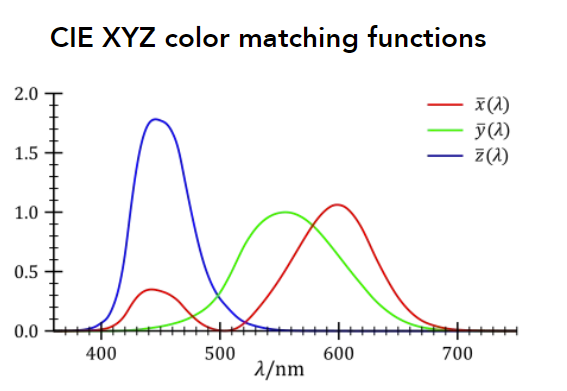 CIE XYZ color matching functions
2.0
1.5
1.0
0.5
0.0
x̅(λ)
y̅(λ)
z̅(λ)
400 500 600 700
λ/nm